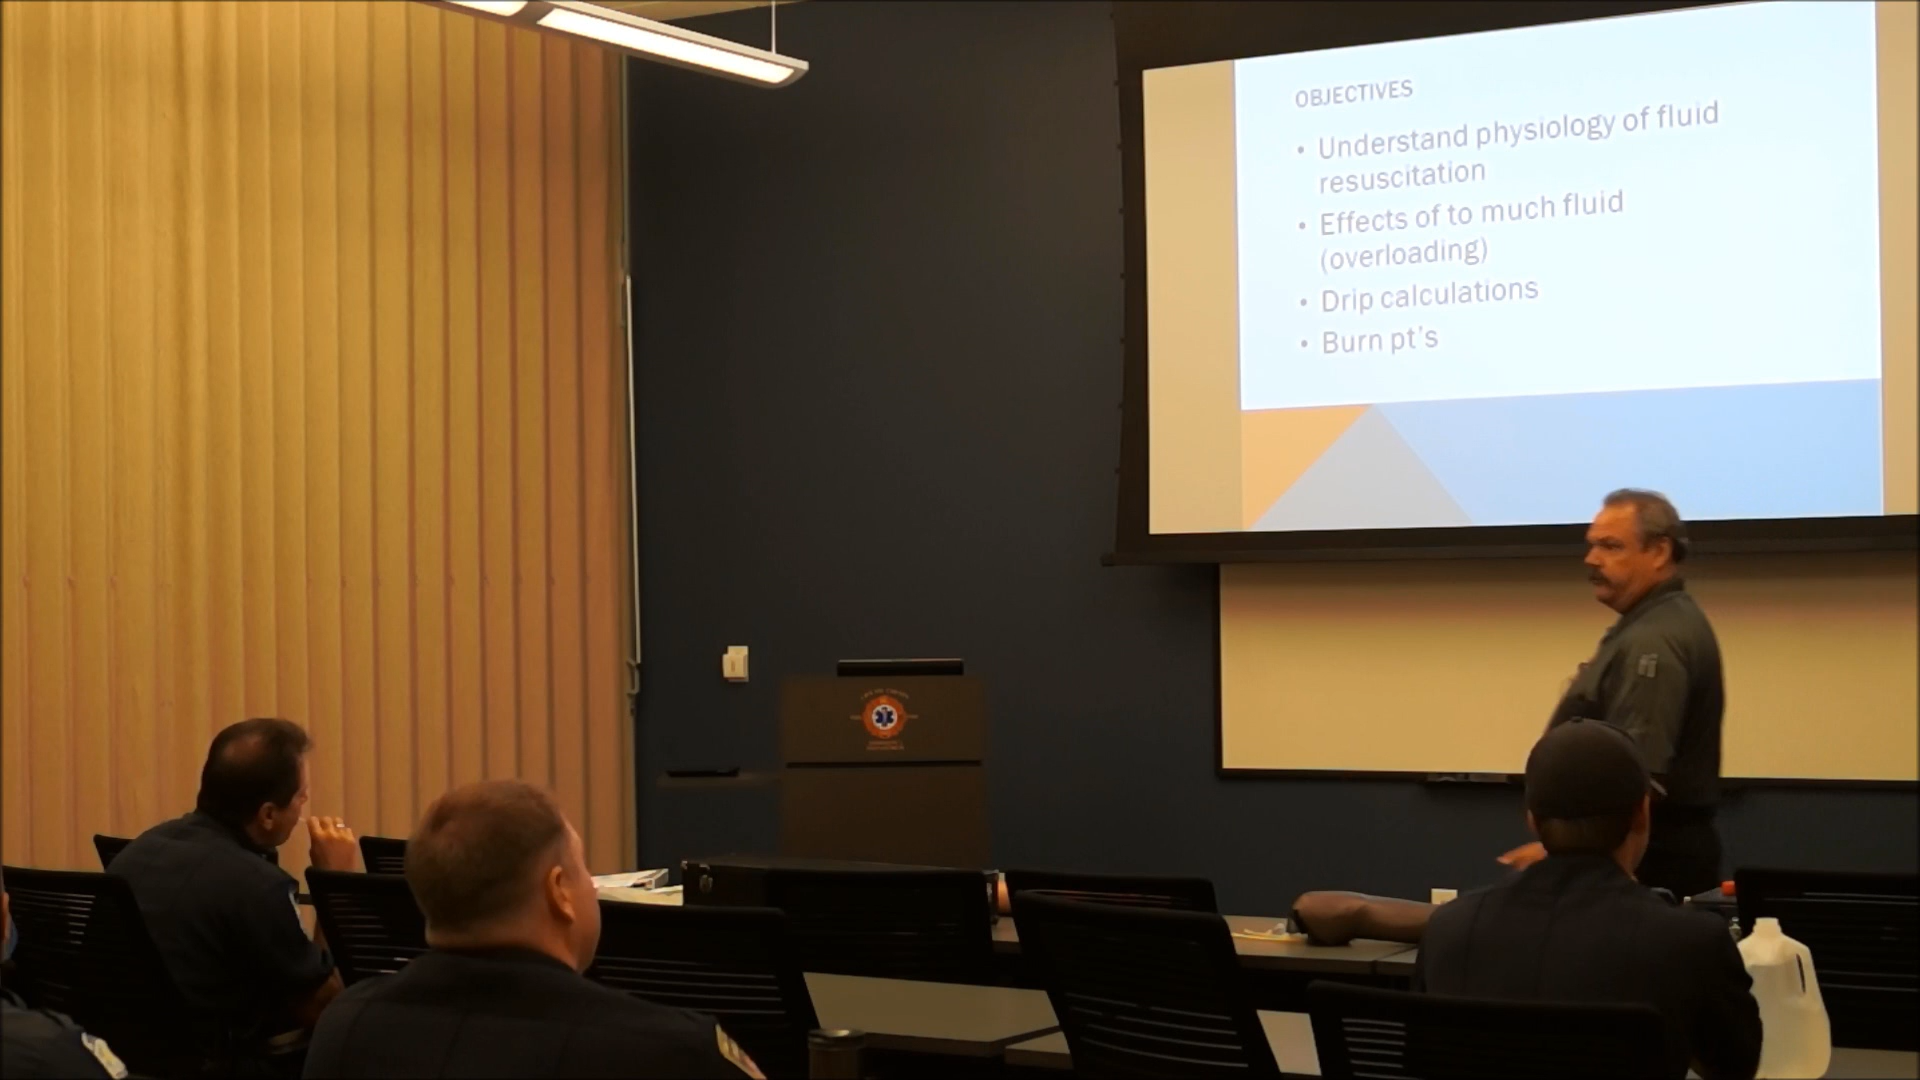 OBJECTIVES
• Understand physiology of fluid
resuscitation
• Effects of to much fluid
(overloading)
• Drip calculations
• Burn pt's